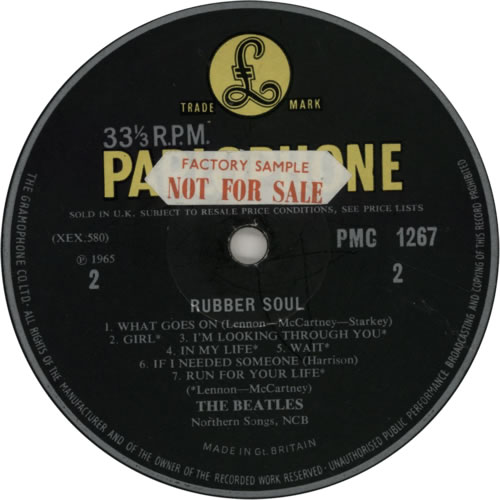 TRADE MARK
33⅓ R.P.M.
PARLOPHONE
FACTORY SAMPLE
NOT FOR SALE
SOLD IN U.K. SUBJECT TO RESALE PRICE CONDITIONS, SEE PRICE LISTS
(XEX.580)
PMC 1267
℗ 1965
2
2
RUBBER SOUL
1. WHAT GOES ON (Lennon—McCartney—Starkey)
2. GIRL* 3. I'M LOOKING THROUGH YOU*
4. IN MY LIFE* 5. WAIT*
6. IF I NEEDED SOMEONE (Harrison)
7. RUN FOR YOUR LIFE*
(*Lennon—McCartney)
THE BEATLES
Northern Songs, NCB
MADE IN GT. BRITAIN
THE GRAMOPHONE CO. LTD. · ALL RIGHTS OF THE MANUFACTURER AND OF THE OWNER OF THE RECORDED WORK RESERVED · UNAUTHORISED PUBLIC PERFORMANCE BROADCASTING AND COPYING OF THIS RECORD PROHIBITED